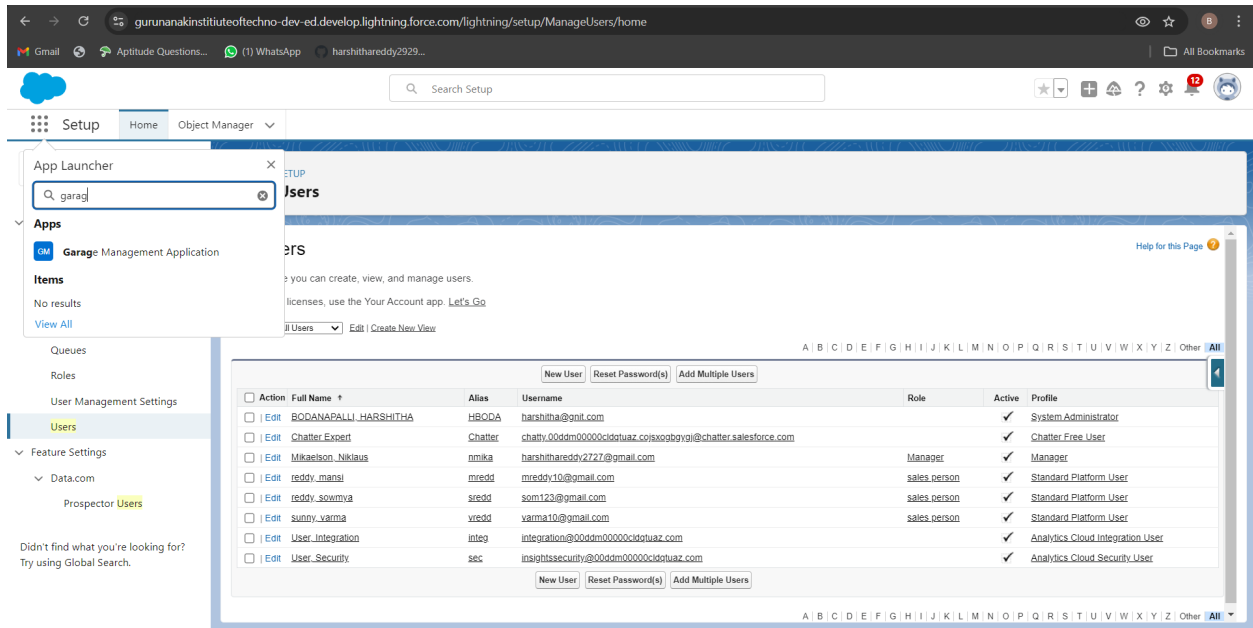 gurunanakinstitiuteoftechno-dev-ed.develop.lightning.force.com/lightning/setup/ManageUsers/home
B
Gmail
Aptitude Questions...
(1) WhatsApp
harshithareddy2929...
All Bookmarks
Search Setup
12
Setup
Home
Object Manager
App Launcher
garag
Apps
GM Garage Management Application
Items
No results
View All
ETUP
Users
ers
Help for this Page
e you can create, view, and manage users.
licenses, use the Your Account app. Let's Go
ll Users Edit | Create New View
A | B | C | D | E | F | G | H | I | J | K | L | M | N | O | P | Q | R | S | T | U | V | W | X | Y | Z | Other All
Queues
Roles
User Management Settings
Users
Feature Settings
Data.com
Prospector Users
Didn't find what you're looking for?
Try using Global Search.
New User Reset Password(s) Add Multiple Users
Action Full Name ↑ Alias Username Role Active Profile
Edit BODANAPALLI, HARSHITHA HBODA harshitha@gnit.com System Administrator
Edit Chatter Expert Chatter chatty.00ddm00000cldqtuaz.cojsxogbgygj@chatter.salesforce.com Chatter Free User
Edit Mikaelson, Niklaus nmika harshithareddy2727@gmail.com Manager Manager
Edit reddy, mansi mredd mreddy10@gmail.com sales person Standard Platform User
Edit reddy, sowmya sredd som123@gmail.com sales person Standard Platform User
Edit sunny, varma vredd varma10@gmail.com sales person Standard Platform User
Edit User, Integration integ integration@00ddm00000cldqtuaz.com Analytics Cloud Integration User
Edit User, Security sec insightssecurity@00ddm00000cldqtuaz.com Analytics Cloud Security User
New User Reset Password(s) Add Multiple Users
A | B | C | D | E | F | G | H | I | J | K | L | M | N | O | P | Q | R | S | T | U | V | W | X | Y | Z | Other All